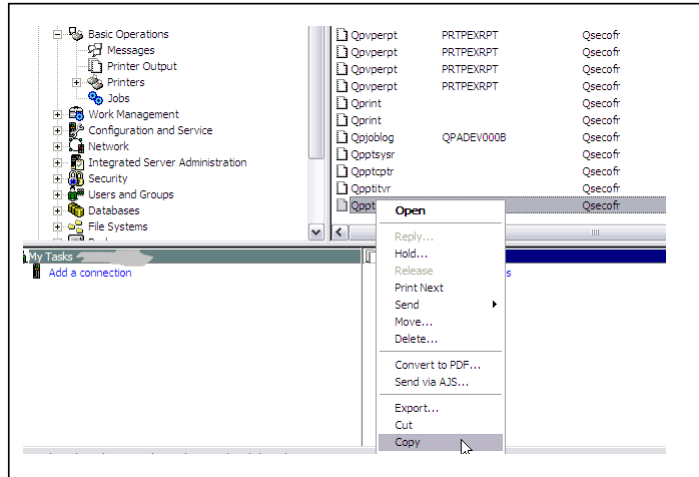 Basic Operations
Messages
Printer Output
Printers
Jobs
Work Management
Configuration and Service
Network
Integrated Server Administration
Security
Users and Groups
Databases
File Systems
Qpvperpt PRTPEXRPT Qsecofr
Qpvperpt PRTPEXRPT Qsecofr
Qpvperpt PRTPEXRPT Qsecofr
Qpvperpt PRTPEXRPT Qsecofr
Qprint Qsecofr
Qprint Qsecofr
Qpjoblog QPADEV000B Qsecofr
Qpptsysr Qsecofr
Qpptcptr Qsecofr
Qpptitvr Qsecofr
Qppt Qsecofr
My Tasks
Add a connection
s
Open
Reply...
Hold...
Release
Print Next
Send
Move...
Delete...
Convert to PDF...
Send via AJS...
Export...
Cut
Copy